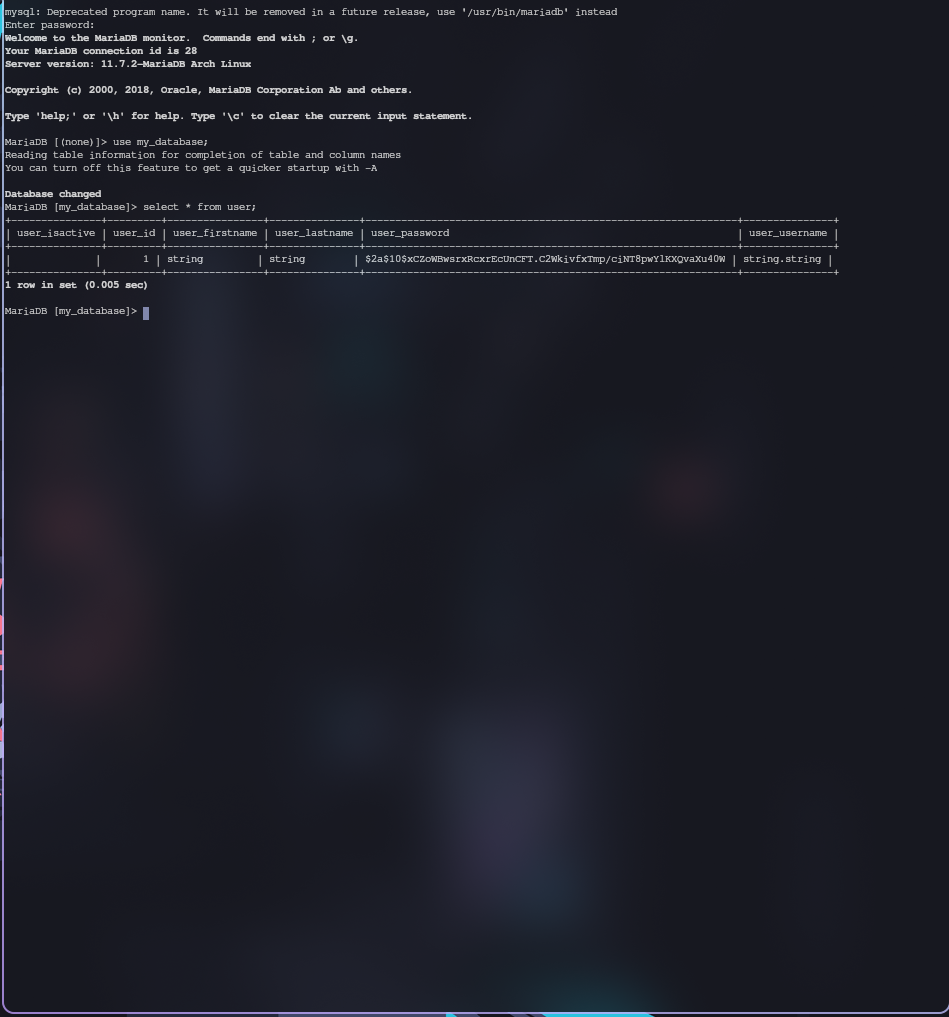 mysql: Deprecated program name. It will be removed in a future release, use '/usr/bin/mariadb' instead
Enter password:
Welcome to the MariaDB monitor.  Commands end with ; or \g.
Your MariaDB connection id is 28
Server version: 11.7.2-MariaDB Arch Linux
Copyright (c) 2000, 2018, Oracle, MariaDB Corporation Ab and others.
Type 'help;' or '\h' for help. Type '\c' to clear the current input statement.
MariaDB [(none)]> use my_database;
Reading table information for completion of table and column names
You can turn off this feature to get a quicker startup with -A
Database changed
MariaDB [my_database]> select * from user;
+---------------+---------+----------------+---------------+--------------------------------------------------------------+---------------+
| user_isactive | user_id | user_firstname | user_lastname | user_password                                                | user_username |
+---------------+---------+----------------+---------------+--------------------------------------------------------------+---------------+
|               |       1 | string         | string        | $2a$10$xCZoWBwsrxRcxrEcUnCFT.C2WkivfxTmp/ciNT8pwYlKXQvaXu40W | string.string |
+---------------+---------+----------------+---------------+--------------------------------------------------------------+---------------+
1 row in set (0.005 sec)
MariaDB [my_database]>